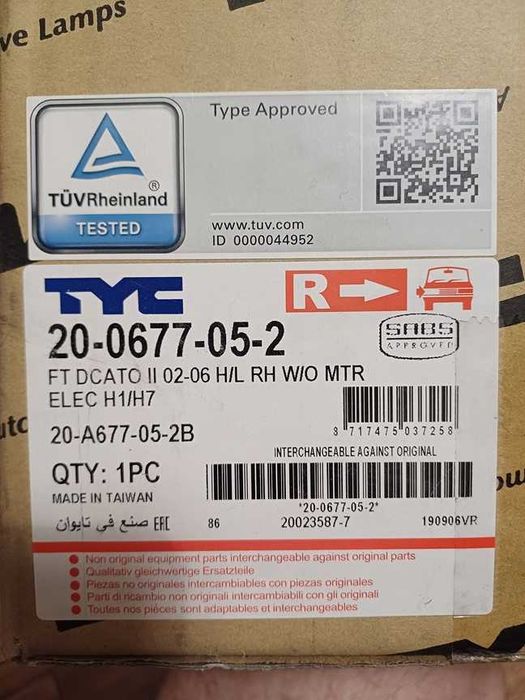 ve Lamps
Type Approved
TÜVRheinland®
TESTED
www.tuv.com
ID 0000044952
TYC
R
20-0677-05-2
SABS
APPROVED
FT DCATO II 02-06 H/L RH W/O MTR
ELEC H1/H7
8 717475 037258
20-A677-05-2B
INTERCHANGEABLE AGAINST ORIGINAL
QTY: 1PC
MADE IN TAIWAN
*20-0677-05-2*
صنع في تايوان EAC
86 20023587-7 190906VR
Non original equipment parts interchangeable against original parts
Qualitativ gleichwertige Ersatzteile
Piezas no originales intercambiables con piezas originales
Parti di ricambio non originali intercambiabili con gli originali
Toutes nos pièces sont adaptables et interchangeables